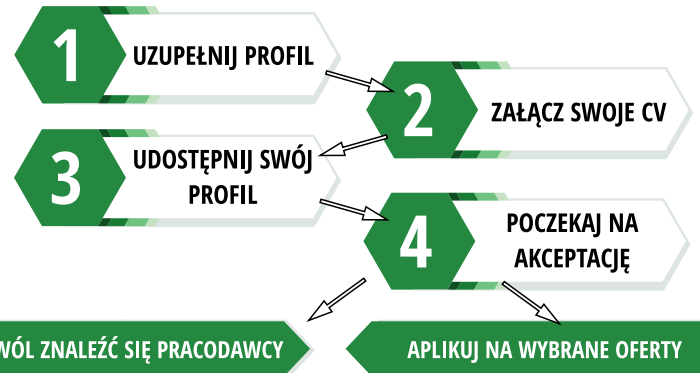 1
UZUPEŁNIJ PROFIL
2
ZAŁĄCZ SWOJE CV
3
UDOSTĘPNIJ SWÓJ
PROFIL
4
POCZEKAJ NA
AKCEPTACJĘ
ZNALEŹĆ SIĘ PRACODAWCY
APLIKUJ NA WYBRANE OFERTY